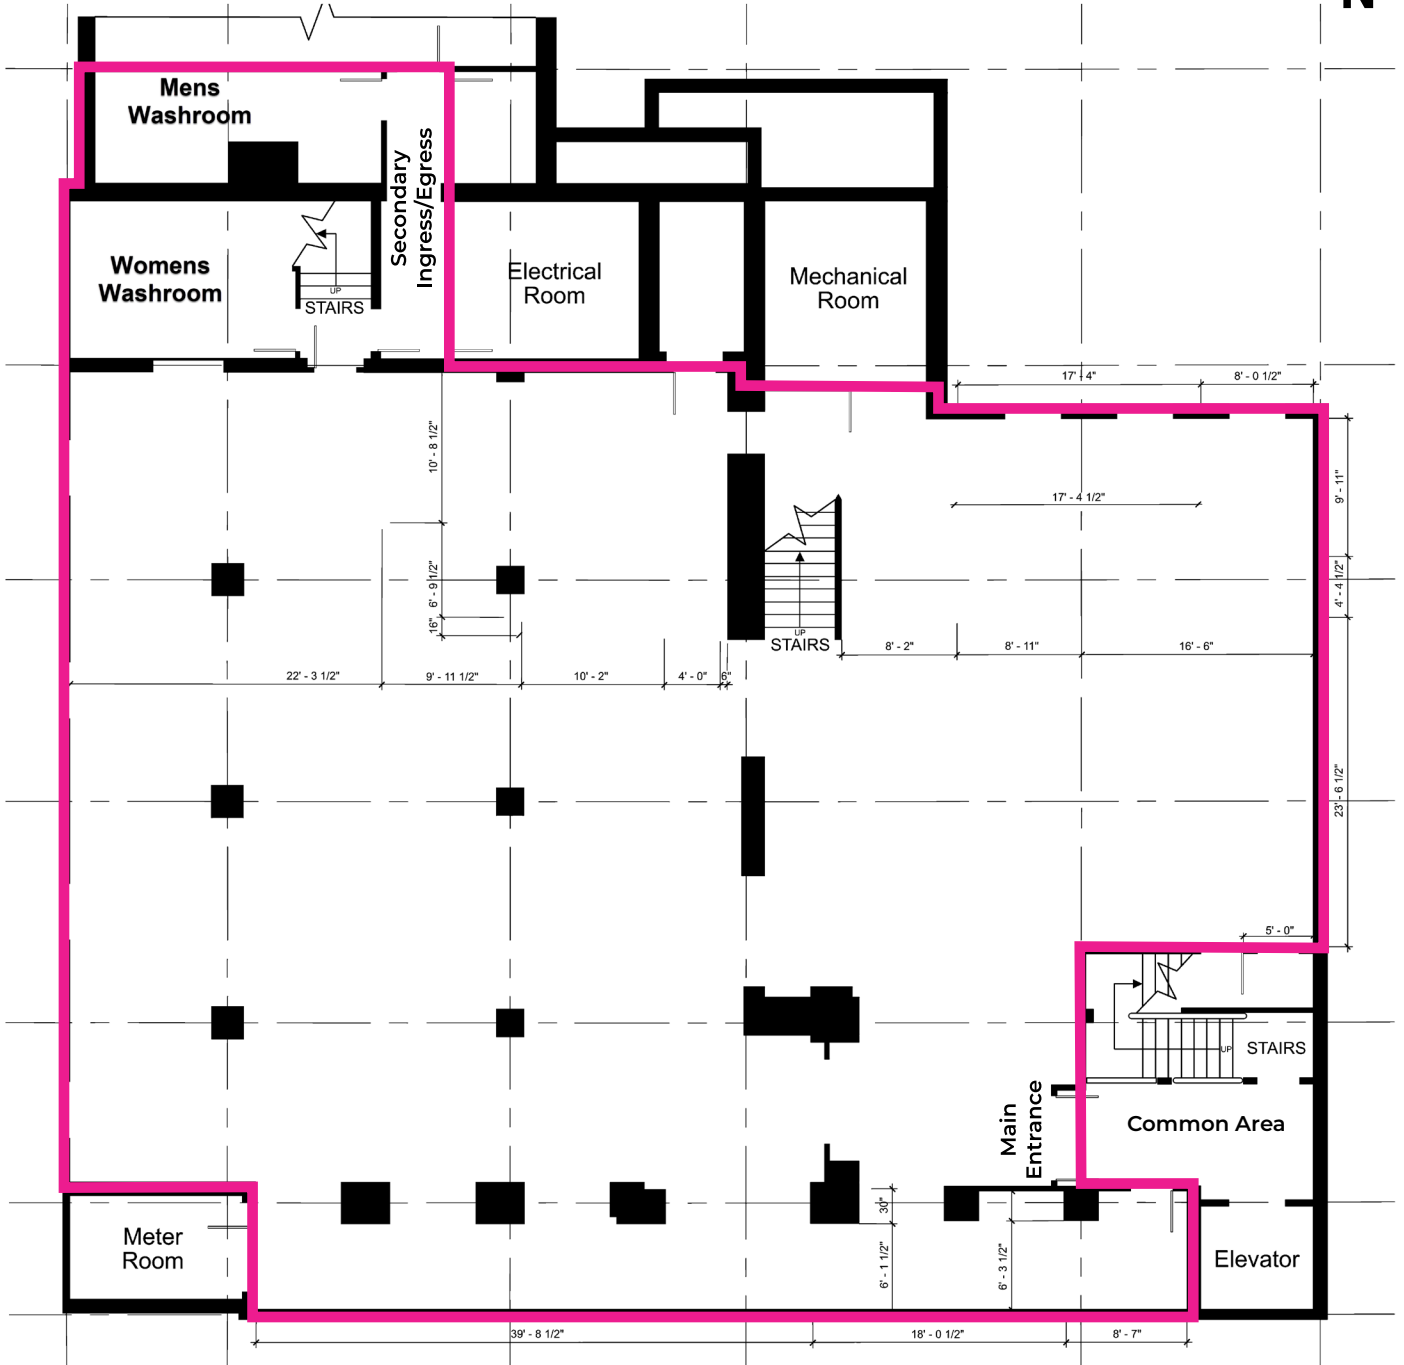 N
Mens
Washroom
Secondary
Ingress/Egress
Womens
Washroom
UP
STAIRS
Electrical
Room
Mechanical
Room
17' - 4"
8' - 0 1/2"
10' - 8 1/2"
9' - 11"
17' - 4 1/2"
6' - 9 1/2"
4' - 4 1/2"
16"
UP
STAIRS
8' - 2"
8' - 11"
16' - 6"
22' - 3 1/2"
9' - 11 1/2"
10' - 2"
4' - 0"
6"
23' - 6 1/2"
5' - 0"
UP
STAIRS
Main
Entrance
Common Area
30"
Meter
Room
6' - 1 1/2"
6' - 3 1/2"
Elevator
39' - 8 1/2"
18' - 0 1/2"
8' - 7"